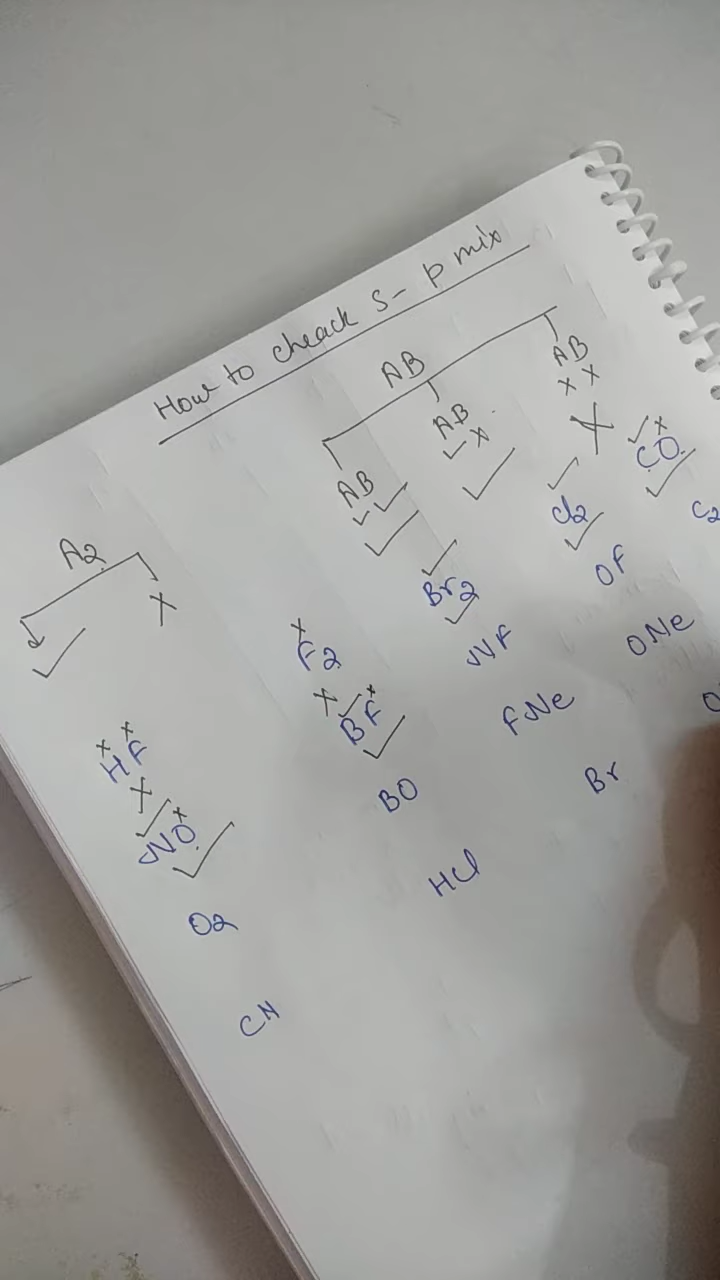 How to cheack s- p mix
A2 AB
✓ ×
AB AB AB
✓ ✓ ✓ × × ×
✓ ✓ ×
× × × ✓ ✓ ✓ ×
HF F2 Br2 Cl2 CO C2
× × ✓ ✓ ✓
✓ × ✓ ×
NO BF NF OF
✓ ✓
O2 BO FNe ONe O
CN HCl Br